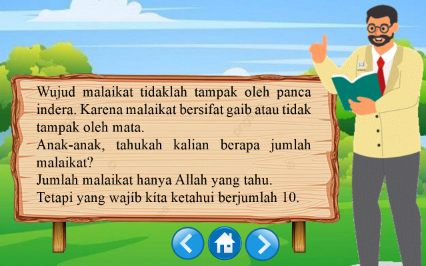 Wujud malaikat tidaklah tampak oleh panca
indera. Karena malaikat bersifat gaib atau tidak
tampak oleh mata.
Anak-anak, tahukah kalian berapa jumlah
malaikat?
Jumlah malaikat hanya Allah yang tahu.
Tetapi yang wajib kita ketahui berjumlah 10.